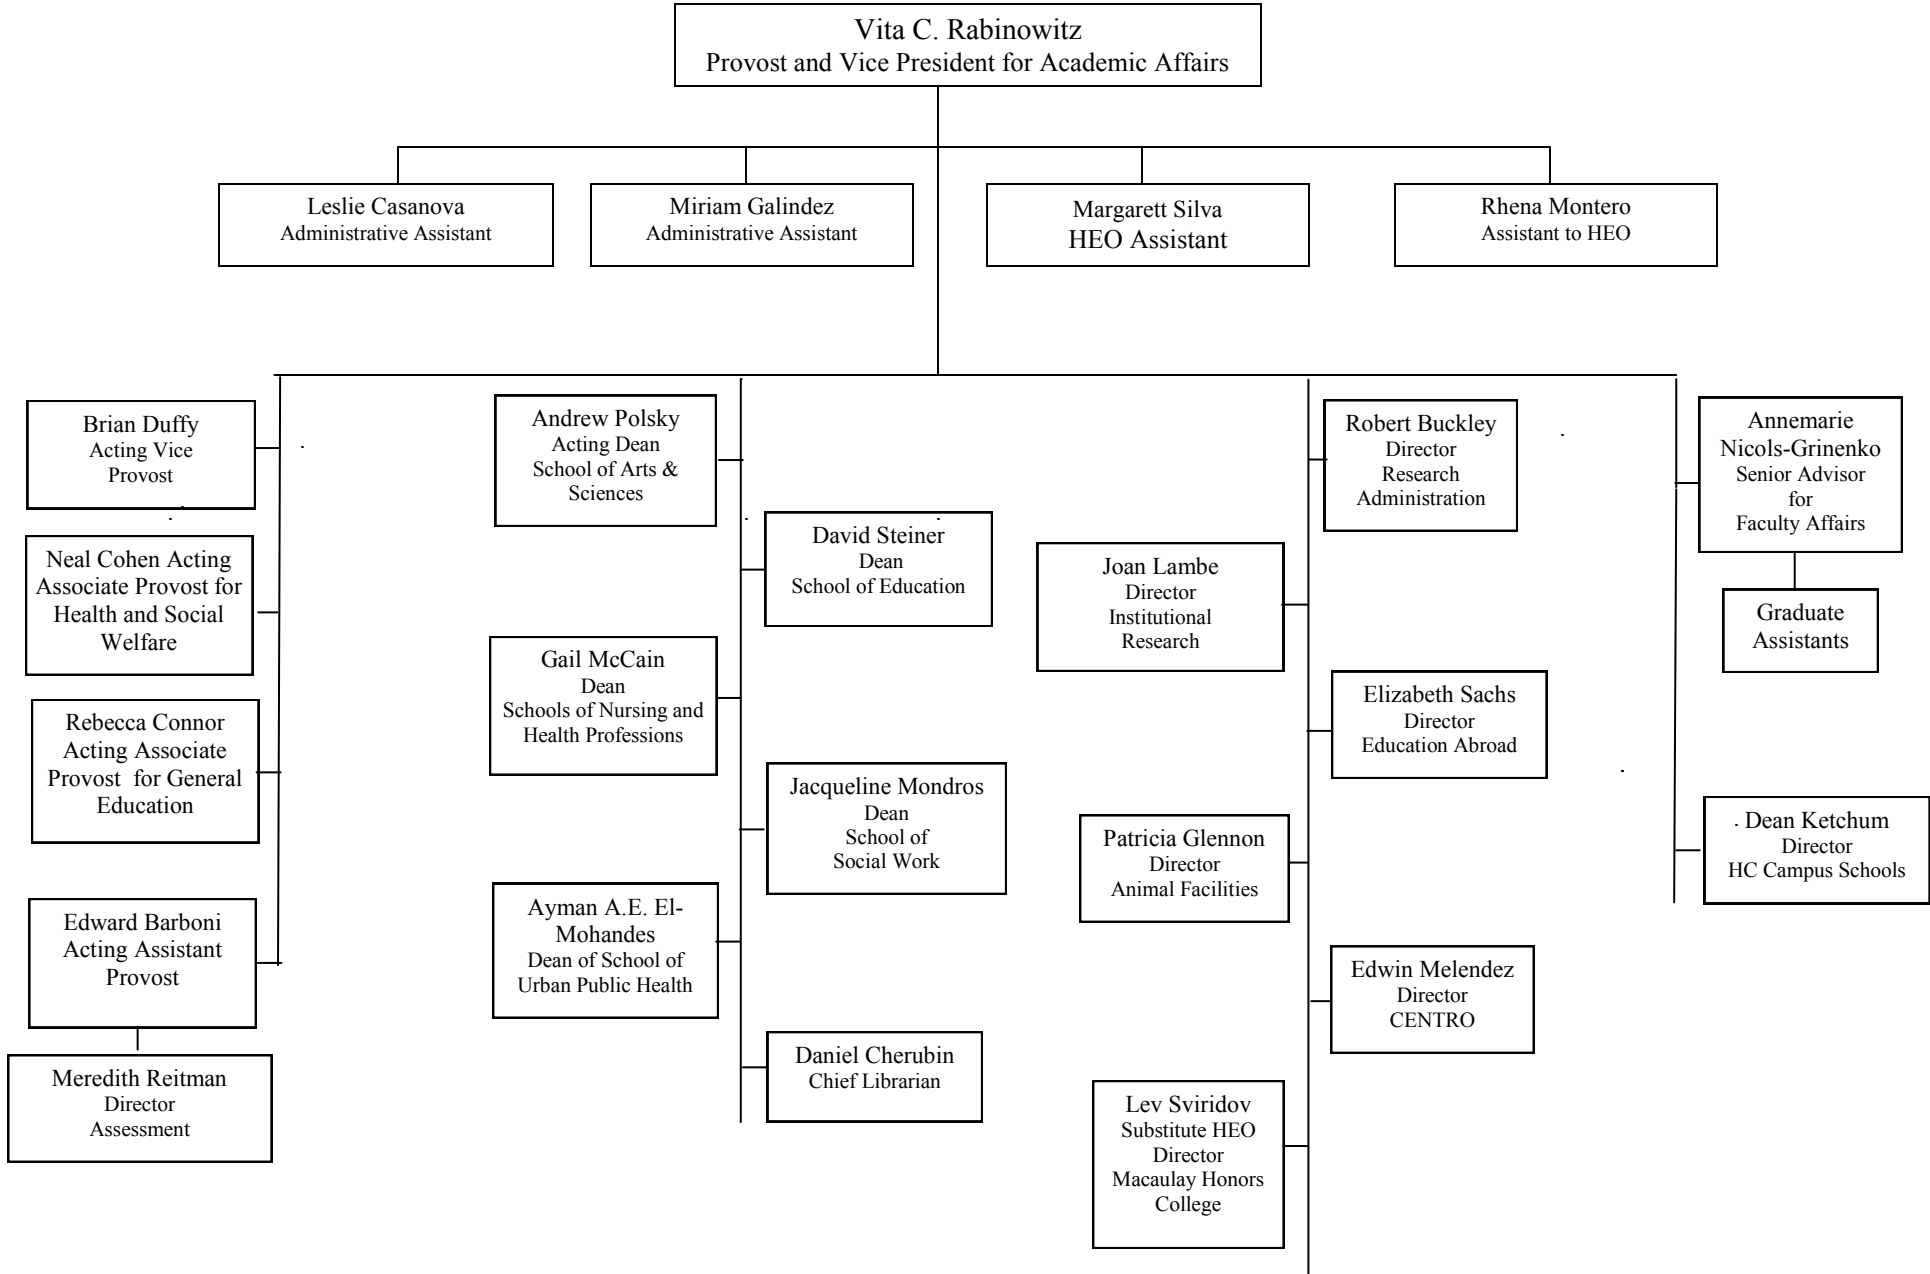 Vita C. Rabinowitz
Provost and Vice President for Academic Affairs
Leslie Casanova
Administrative Assistant
Miriam Galindez
Administrative Assistant
Margarett Silva
HEO Assistant
Rhena Montero
Assistant to HEO
Brian Duffy
Acting Vice
Provost
Neal Cohen Acting
Associate Provost for
Health and Social
Welfare
Rebecca Connor
Acting Associate
Provost for General
Education
Edward Barboni
Acting Assistant
Provost
Meredith Reitman
Director
Assessment
Andrew Polsky
Acting Dean
School of Arts &
Sciences
David Steiner
Dean
School of Education
Gail McCain
Dean
Schools of Nursing and
Health Professions
Jacqueline Mondros
Dean
School of
Social Work
Ayman A.E. El-
Mohandes
Dean of School of
Urban Public Health
Daniel Cherubin
Chief Librarian
Robert Buckley
Director
Research
Administration
Joan Lambe
Director
Institutional
Research
Elizabeth Sachs
Director
Education Abroad
Patricia Glennon
Director
Animal Facilities
Edwin Melendez
Director
CENTRO
Lev Sviridov
Substitute HEO
Director
Macaulay Honors
College
Annemarie
Nicols-Grinenko
Senior Advisor
for
Faculty Affairs
Graduate
Assistants
Dean Ketchum
Director
HC Campus Schools